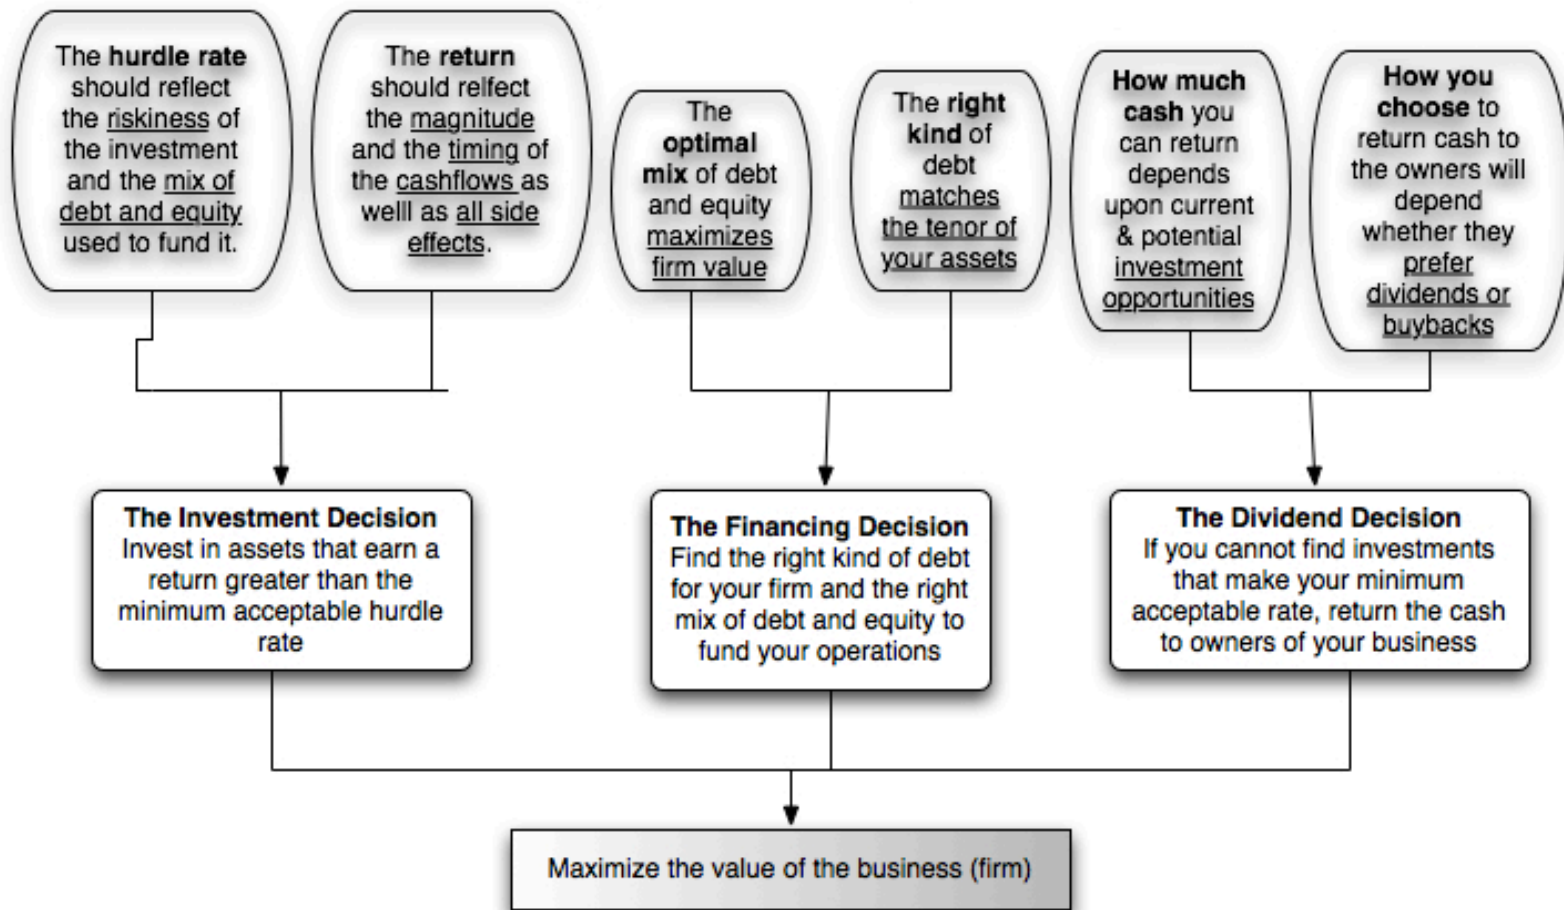 The hurdle rate
should reflect
the riskiness of
the investment
and the mix of
debt and equity
used to fund it.
The return
should relfect
the magnitude
and the timing of
the cashflows as
welll as all side
effects.
The
optimal
mix of debt
and equity
maximizes
firm value
The right
kind of
debt
matches
the tenor of
your assets
How much
cash you
can return
depends
upon current
& potential
investment
opportunities
How you
choose to
return cash to
the owners will
depend
whether they
prefer
dividends or
buybacks
The Investment Decision
Invest in assets that earn a
return greater than the
minimum acceptable hurdle
rate
The Financing Decision
Find the right kind of debt
for your firm and the right
mix of debt and equity to
fund your operations
The Dividend Decision
If you cannot find investments
that make your minimum
acceptable rate, return the cash
to owners of your business
Maximize the value of the business (firm)